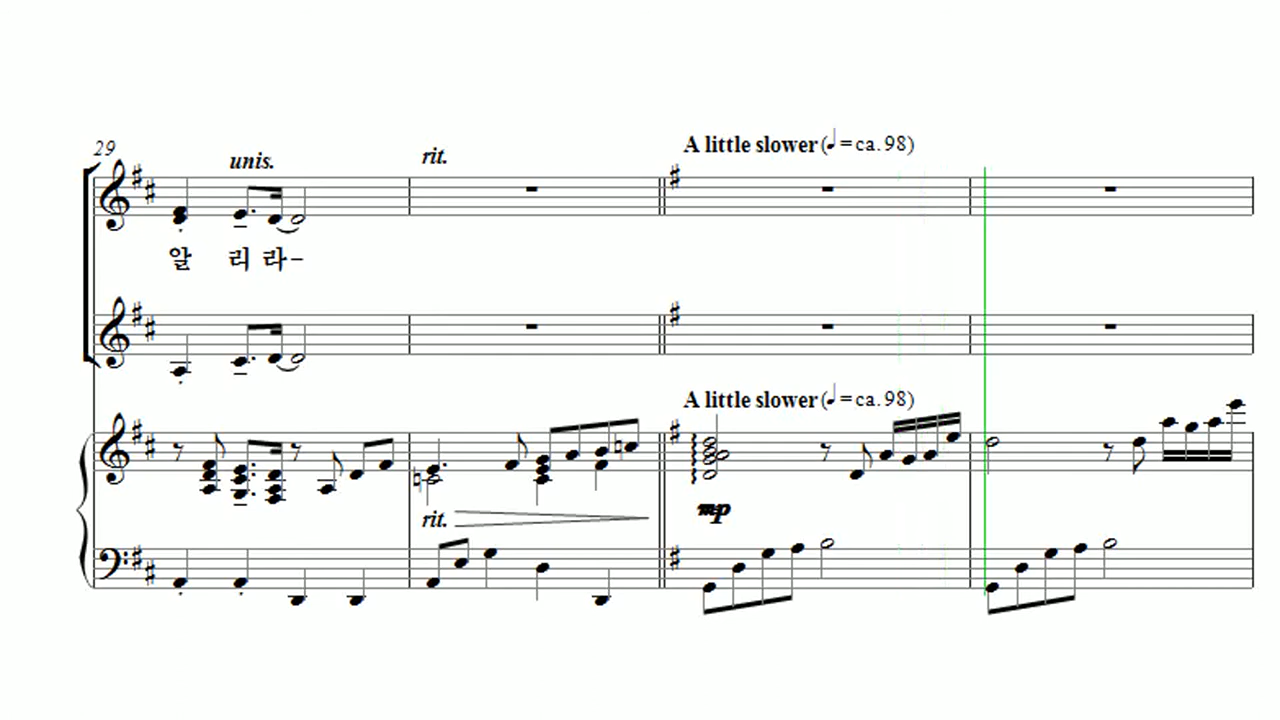 29
unis.
rit.
A little slower (♩ = ca. 98)
알 리 라-
A little slower (♩ = ca. 98)
rit.
mp